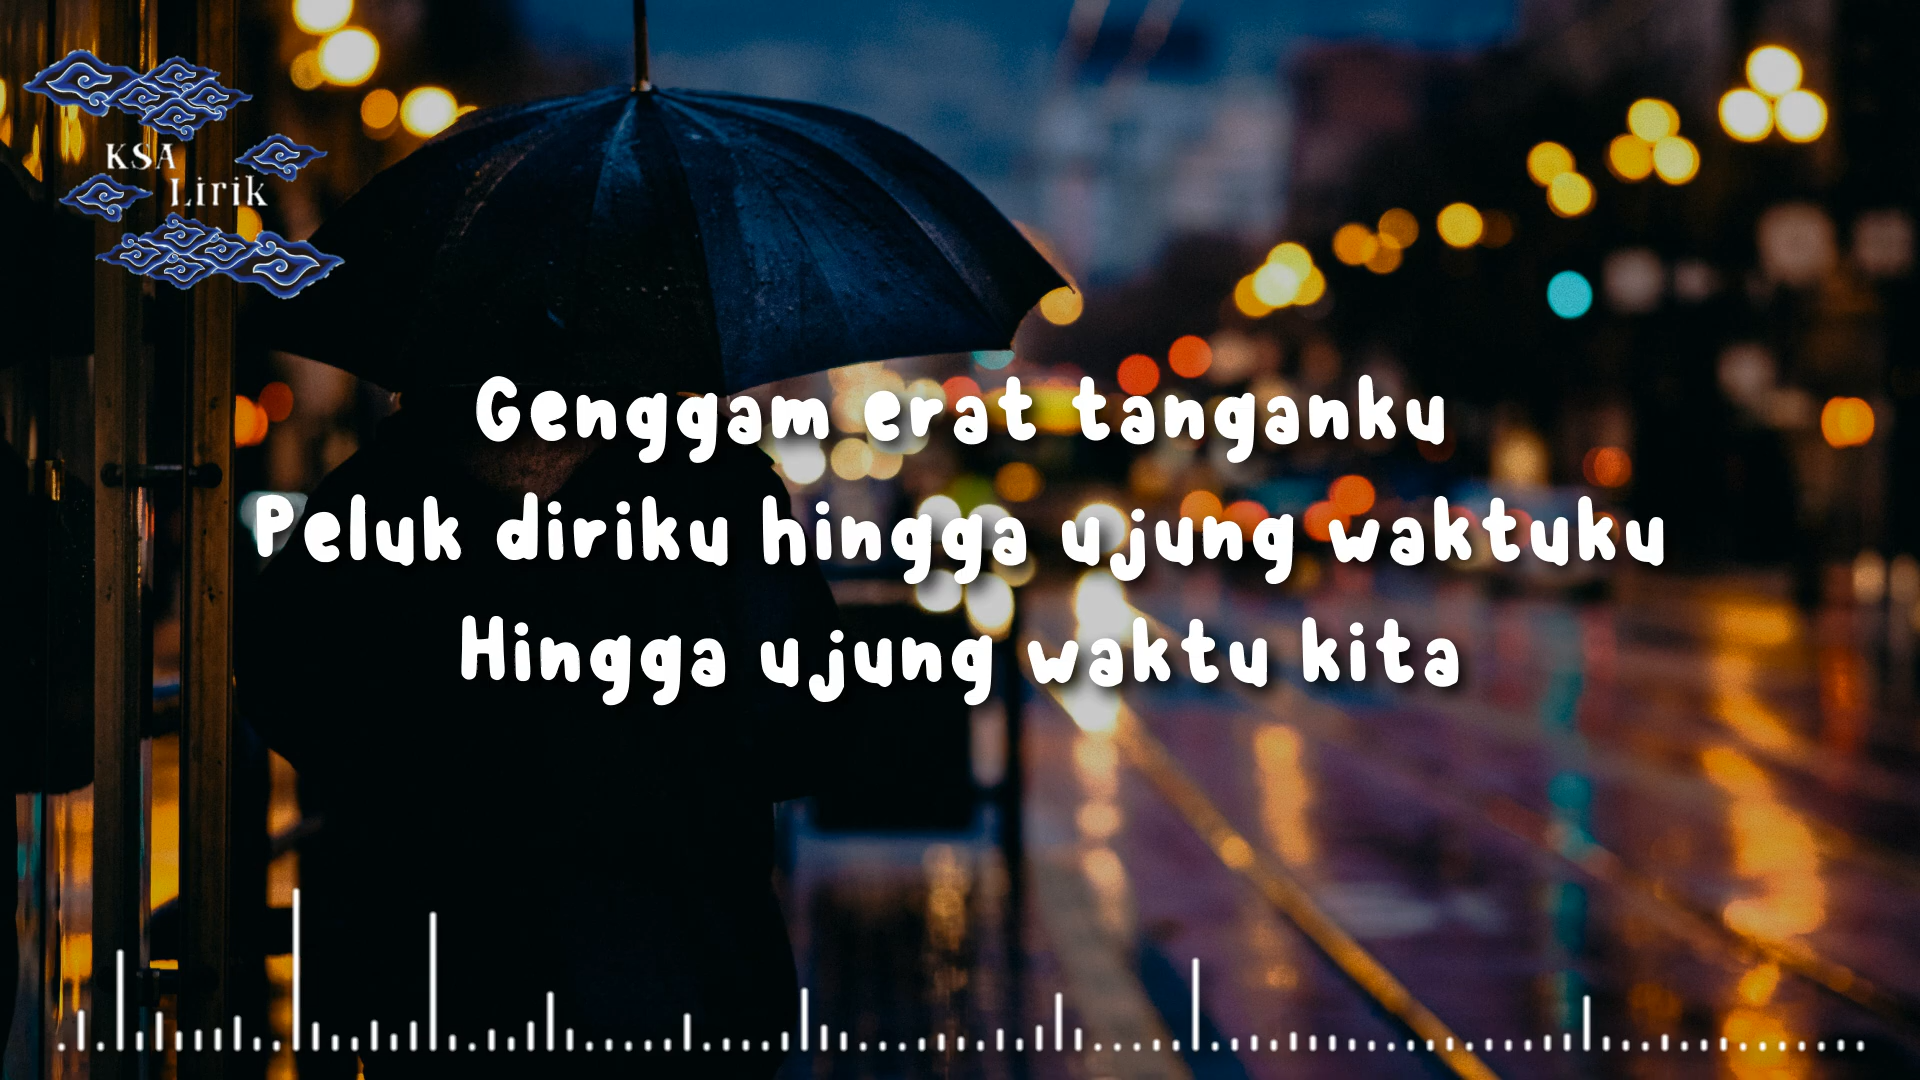 KSA
Lirik
Genggam erat tanganku
Peluk diriku hingga ujung waktuku
Hingga ujung waktu kita